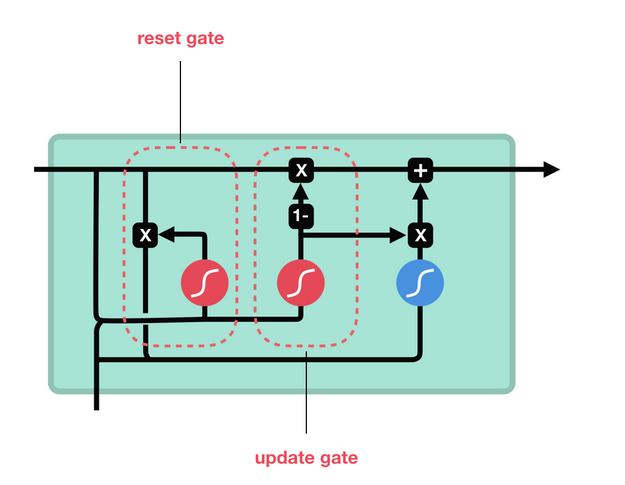 reset gate
X
+
1-
X
X
update gate